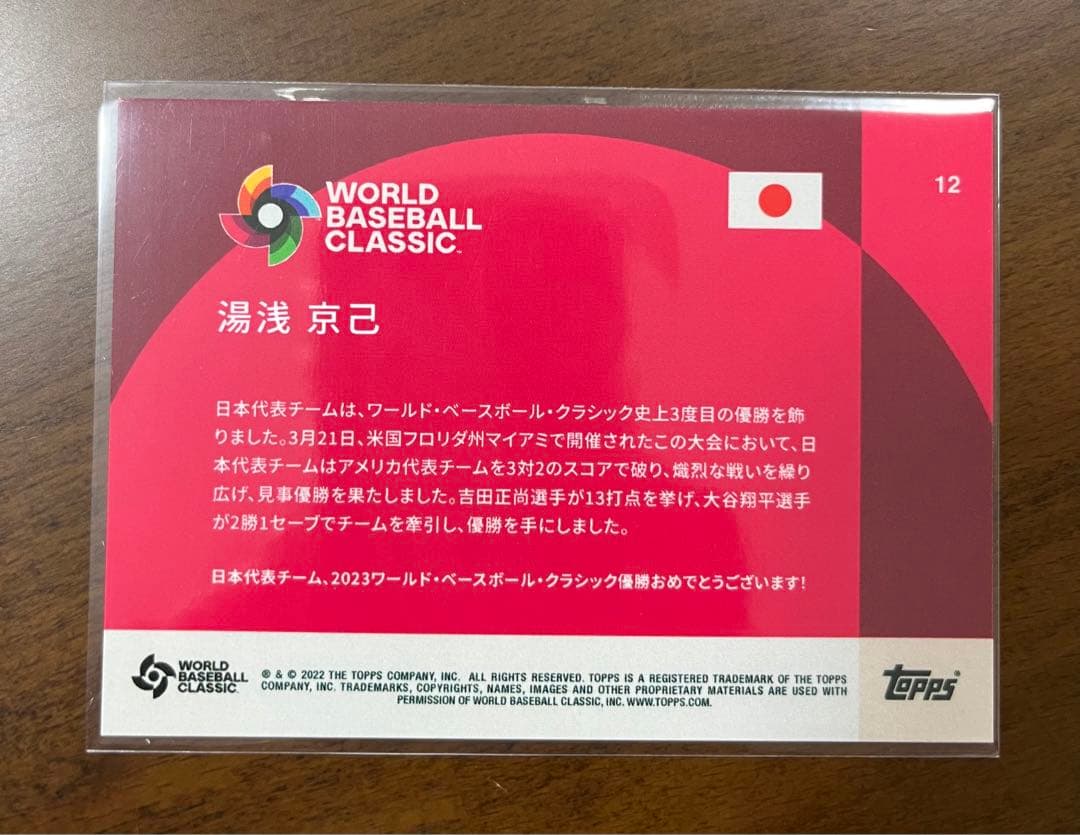 WORLD
BASEBALL
CLASSIC™
12
湯浅 京己
日本代表チームは、ワールド・ベースボール・クラシック史上3度目の優勝を飾
りました。3月21日、米国フロリダ州マイアミで開催されたこの大会において、日
本代表チームはアメリカ代表チームを3対2のスコアで破り、熾烈な戦いを繰り
広げ、見事優勝を果たしました。吉田正尚選手が13打点を挙げ、大谷翔平選手
が2勝1セーブでチームを牽引し、優勝を手にしました。
日本代表チーム、2023ワールド・ベースボール・クラシック優勝おめでとうございます!
WORLD
BASEBALL
CLASSIC
® & © 2022 THE TOPPS COMPANY, INC. ALL RIGHTS RESERVED. TOPPS IS A REGISTERED TRADEMARK OF THE TOPPS
COMPANY, INC. TRADEMARKS, COPYRIGHTS, NAMES, IMAGES AND OTHER PROPRIETARY MATERIALS ARE USED WITH
PERMISSION OF WORLD BASEBALL CLASSIC, INC. WWW.TOPPS.COM.
topps®